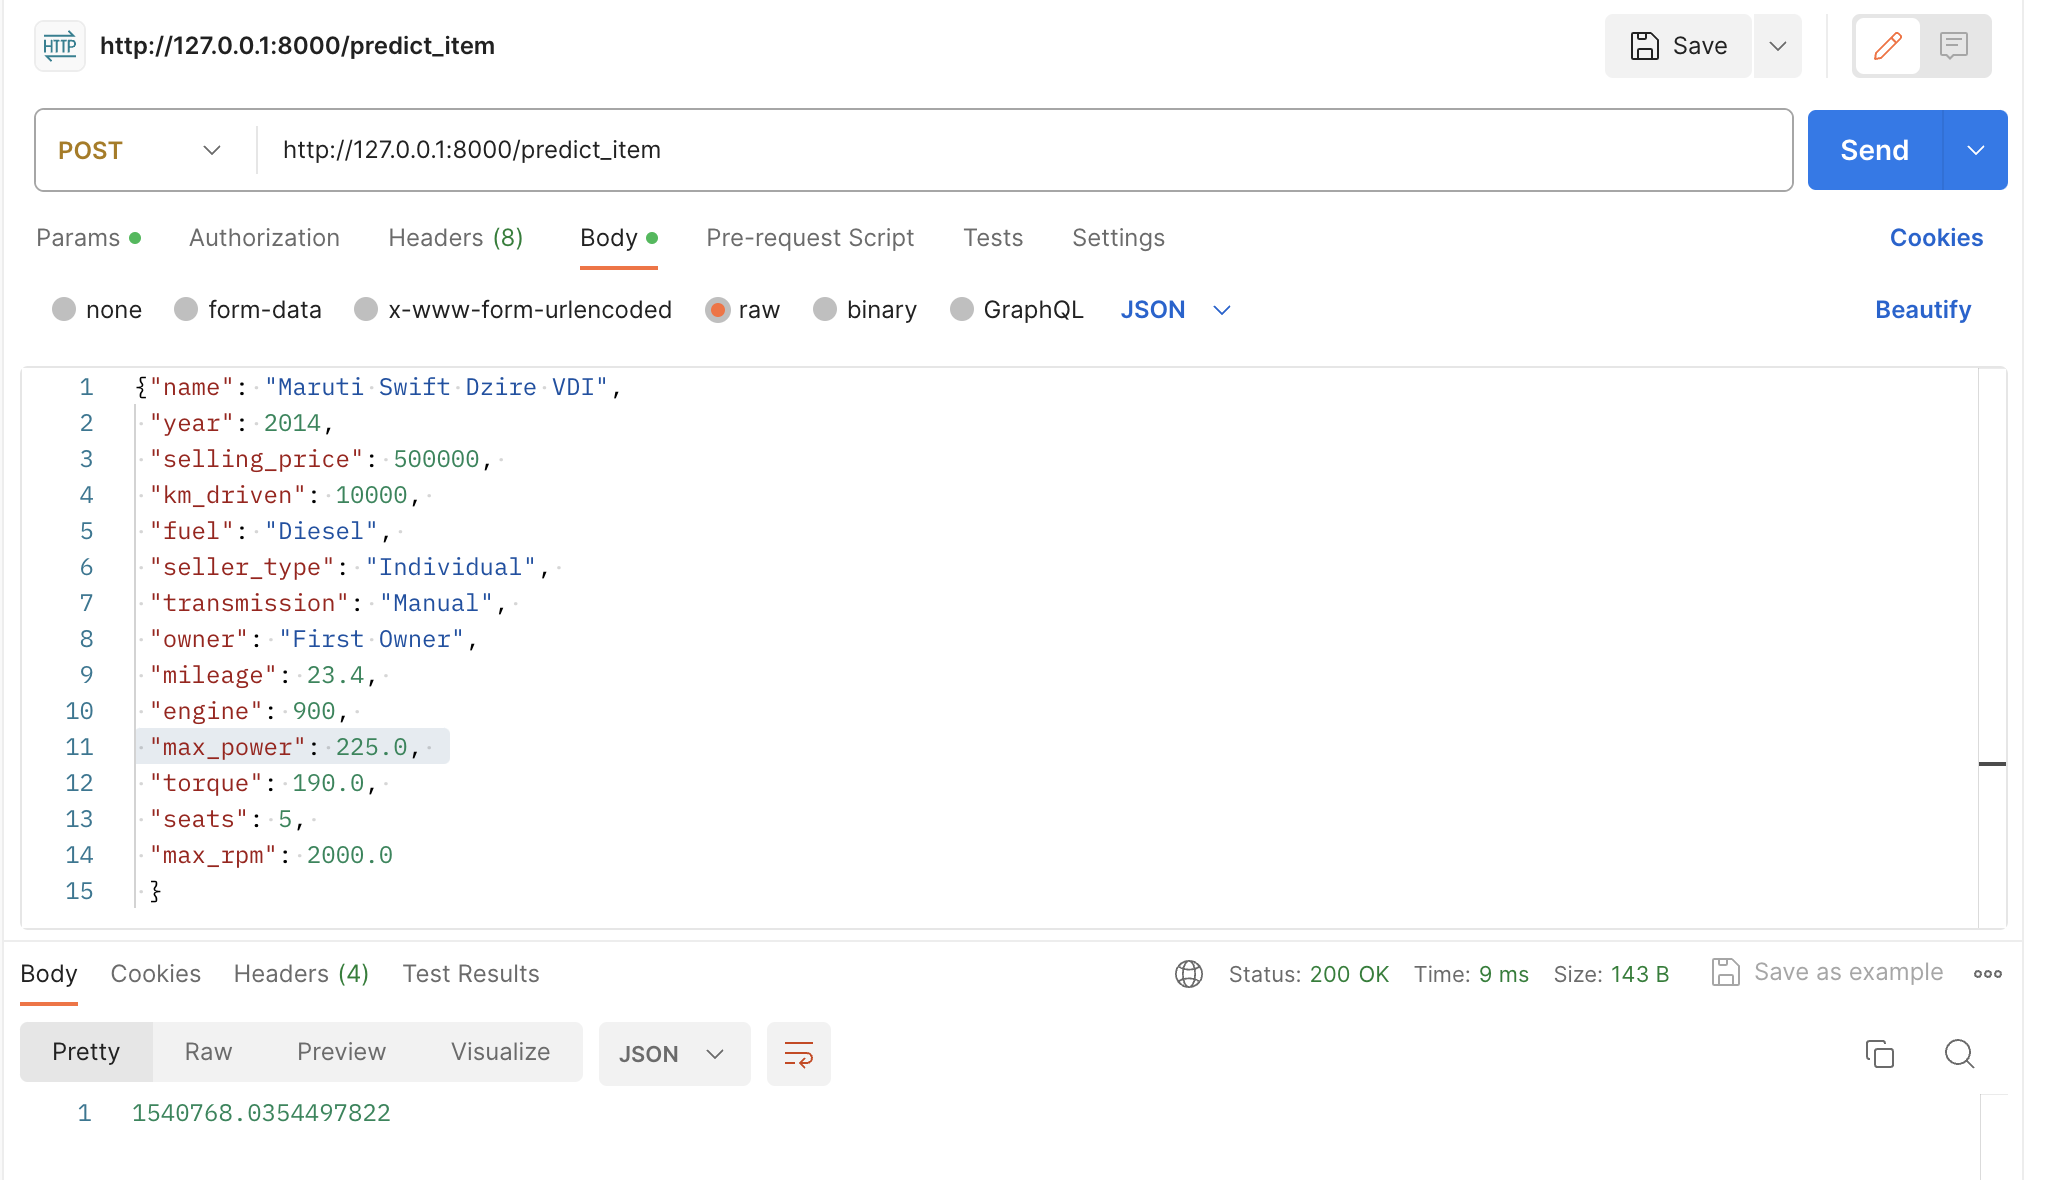 HTTP http://127.0.0.1:8000/predict_item Save
POST http://127.0.0.1:8000/predict_item Send
Params Authorization Headers (8) Body Pre-request Script Tests Settings Cookies
none form-data x-www-form-urlencoded raw binary GraphQL JSON Beautify
1 {"name": "Maruti Swift Dzire VDI",
2 "year": 2014,
3 "selling_price": 500000,
4 "km_driven": 10000,
5 "fuel": "Diesel",
6 "seller_type": "Individual",
7 "transmission": "Manual",
8 "owner": "First Owner",
9 "mileage": 23.4,
10 "engine": 900,
11 "max_power": 225.0,
12 "torque": 190.0,
13 "seats": 5,
14 "max_rpm": 2000.0
15 }
Body Cookies Headers (4) Test Results Status: 200 OK Time: 9 ms Size: 143 B Save as example
Pretty Raw Preview Visualize JSON
1 1540768.0354497822